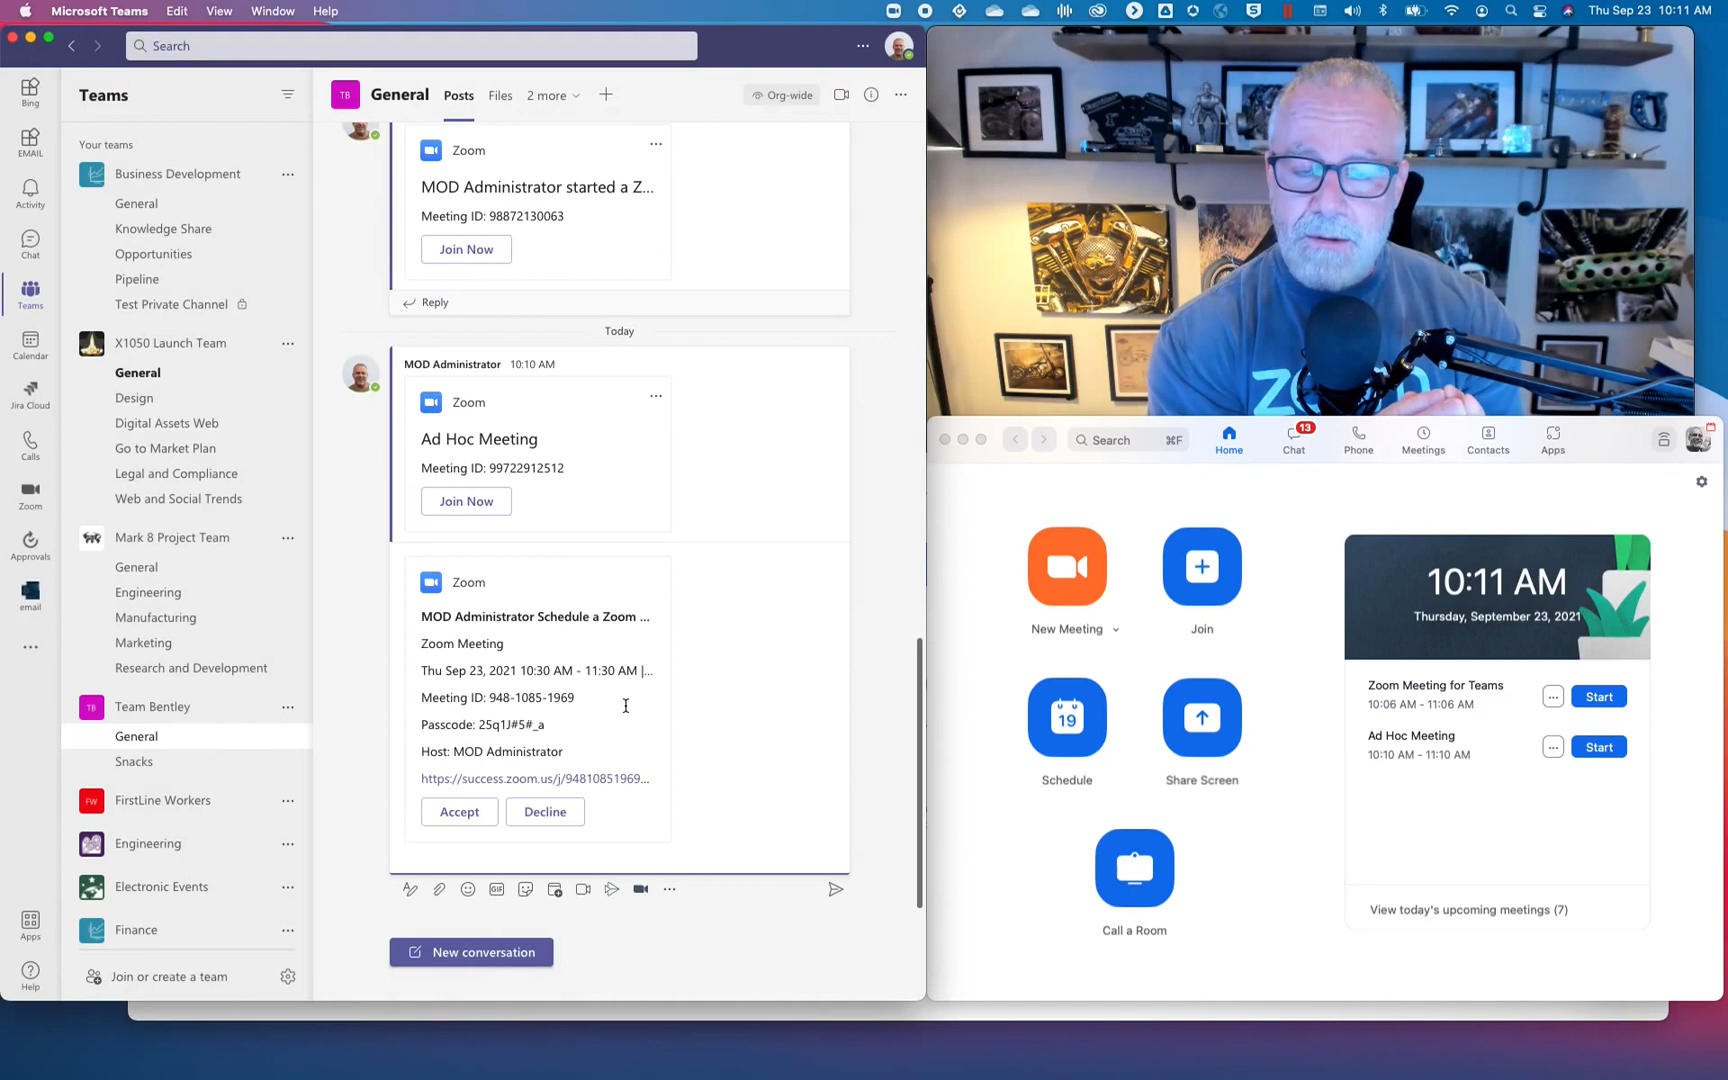 Microsoft Teams Edit View Window Help
Thu Sep 23 10:11 AM
Search
Bing
EMAIL
Activity
Chat
Teams
Calendar
Jira Cloud
Calls
Zoom
Approvals
email
Apps
Help
Teams
Your teams
Business Development
General
Knowledge Share
Opportunities
Pipeline
Test Private Channel
X1050 Launch Team
General
Design
Digital Assets Web
Go to Market Plan
Legal and Compliance
Web and Social Trends
Mark 8 Project Team
General
Engineering
Manufacturing
Marketing
Research and Development
TB Team Bentley
General
Snacks
FW FirstLine Workers
Engineering
Electronic Events
Finance
Join or create a team
TB General Posts Files 2 more Org-wide
Zoom
MOD Administrator started a Z...
Meeting ID: 98872130063
Join Now
Reply
Today
MOD Administrator 10:10 AM
Zoom
Ad Hoc Meeting
Meeting ID: 99722912512
Join Now
Zoom
MOD Administrator Schedule a Zoom ...
Zoom Meeting
Thu Sep 23, 2021 10:30 AM - 11:30 AM |...
Meeting ID: 948-1085-1969
Passcode: 25q1J#5#_a
Host: MOD Administrator
https://success.zoom.us/j/94810851969...
Accept Decline
GIF
New conversation
zoom
Search ⌘F
Home
Chat 13
Phone
Meetings
Contacts
Apps
New Meeting
Join
19
Schedule
Share Screen
Call a Room
10:11 AM
Thursday, September 23, 2021
Zoom Meeting for Teams
10:06 AM - 11:06 AM
Start
Ad Hoc Meeting
10:10 AM - 11:10 AM
Start
View today's upcoming meetings (7)